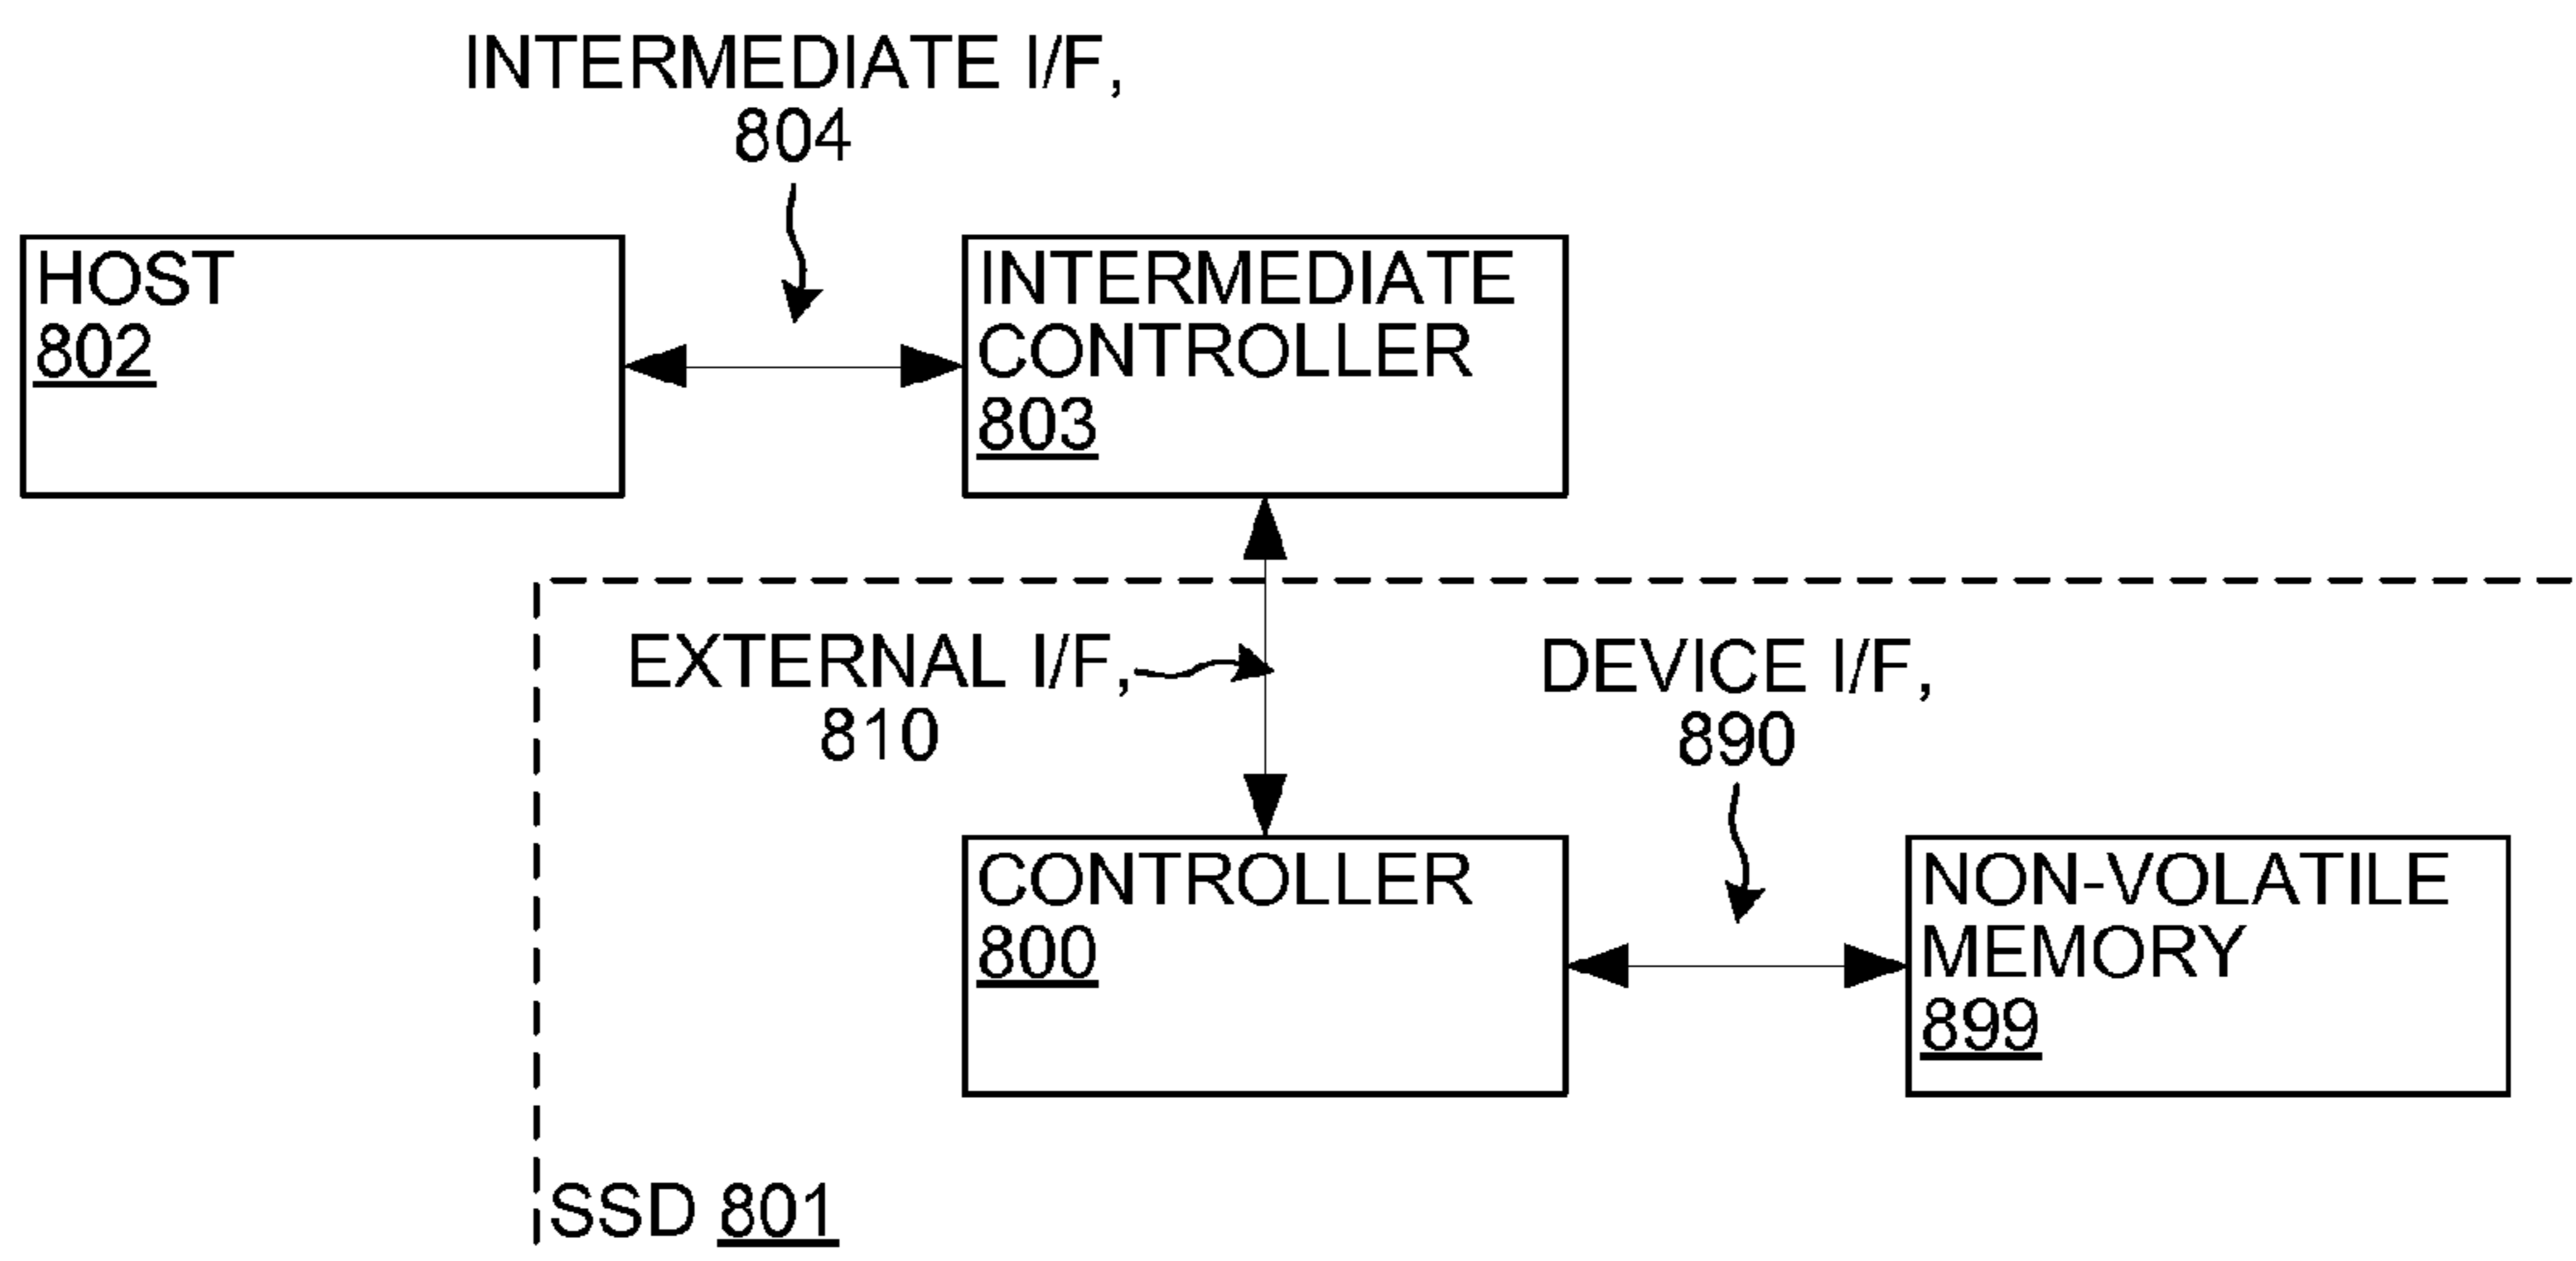 INTERMEDIATE I/F,
804
HOST
802
INTERMEDIATE
CONTROLLER
803
EXTERNAL I/F,
810
DEVICE I/F,
890
CONTROLLER
800
NON-VOLATILE
MEMORY
899
SSD 801